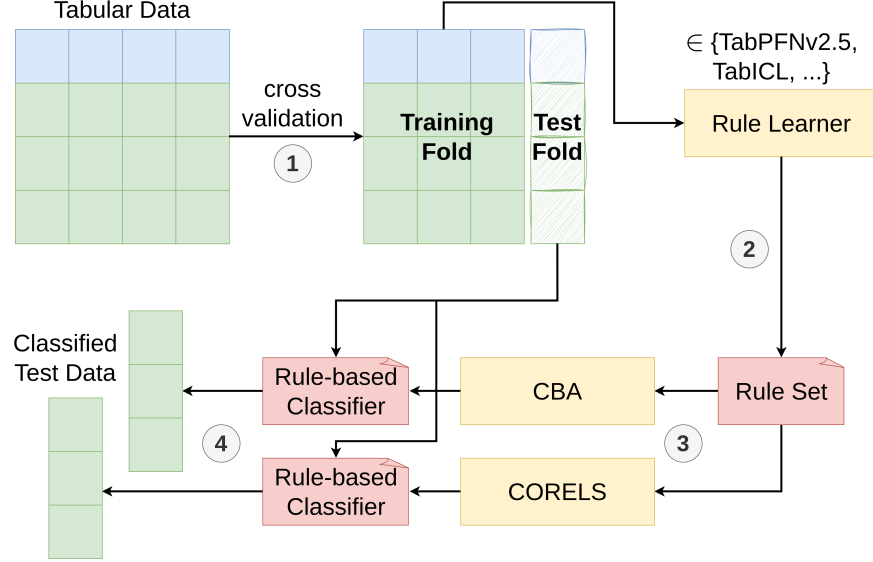 Tabular Data
cross
validation
1
Training
Fold
Test
Fold
∈ {TabPFNv2.5,
TabICL, ...}
Rule Learner
2
Classified
Test Data
Rule-based
Classifier
CBA
Rule Set
4
3
Rule-based
Classifier
CORELS